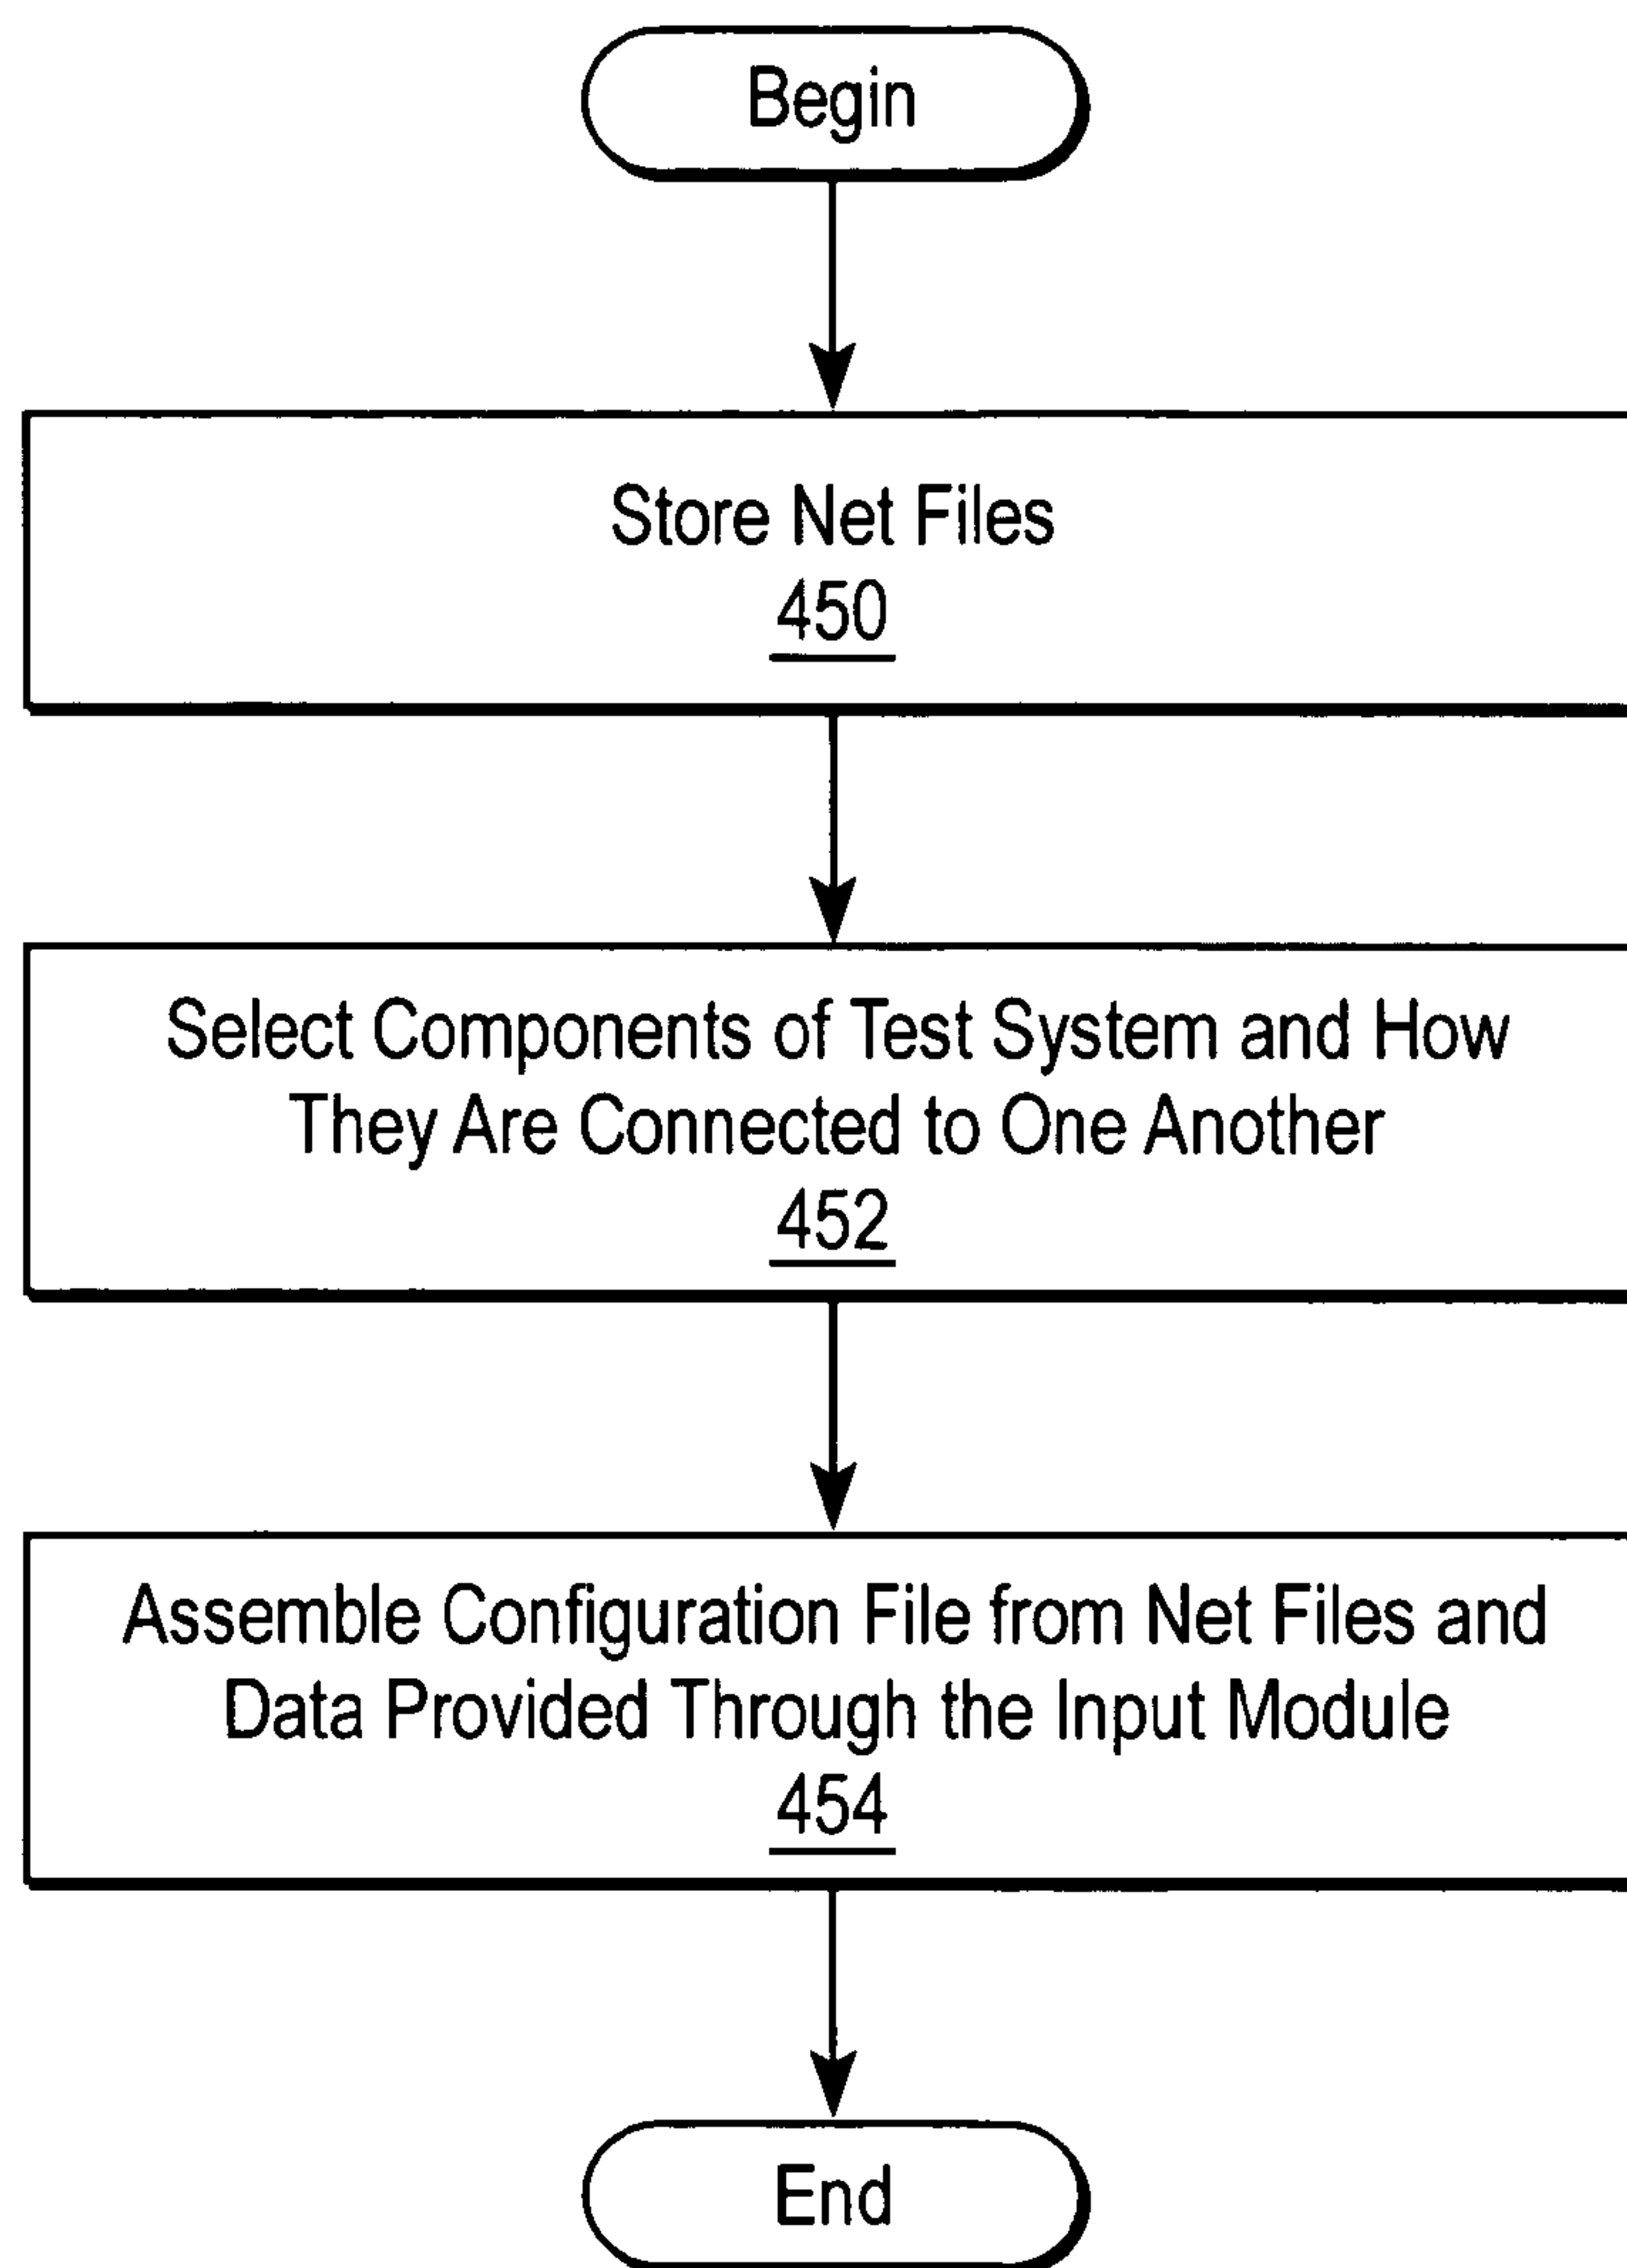 Begin
Store Net Files
450
Select Components of Test System and How
They Are Connected to One Another
452
Assemble Configuration File from Net Files and
Data Provided Through the Input Module
454
End